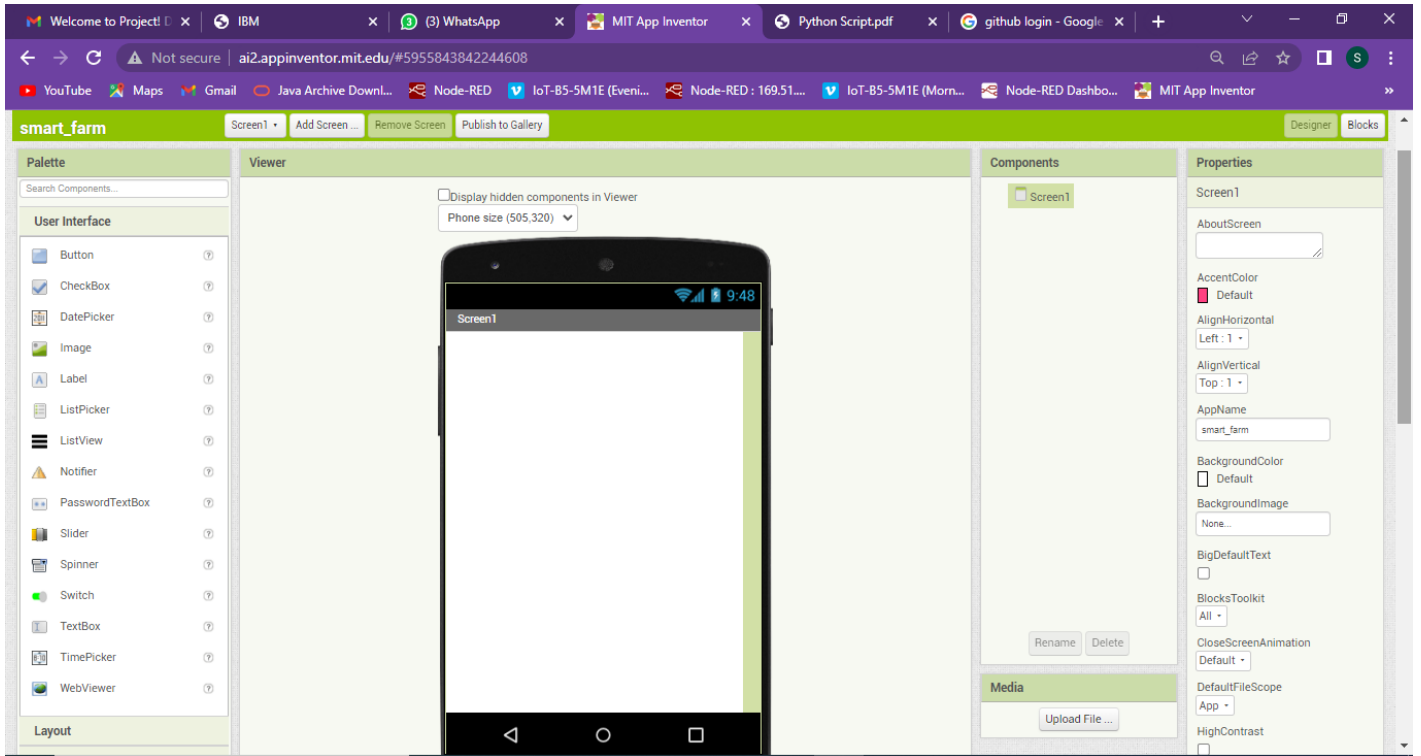 Welcome to Project! D
IBM
(3) WhatsApp
MIT App Inventor
Python Script.pdf
github login - Google
Not secure
ai2.appinventor.mit.edu/#5955843842244608
S
YouTube
Maps
Gmail
Java Archive Downl...
Node-RED
IoT-B5-5M1E (Eveni...
Node-RED : 169.51....
IoT-B5-5M1E (Morn...
Node-RED Dashbo...
MIT App Inventor
»
smart_farm
Screen1
Add Screen ...
Remove Screen
Publish to Gallery
Designer
Blocks
Palette
Search Components...
User Interface
Button
CheckBox
DatePicker
Image
Label
ListPicker
ListView
Notifier
PasswordTextBox
Slider
Spinner
Switch
TextBox
TimePicker
WebViewer
Layout
Viewer
Display hidden components in Viewer
Phone size (505,320)
9:48
Screen1
Components
Screen1
Rename
Delete
Media
Upload File ...
Properties
Screen1
AboutScreen
AccentColor
Default
AlignHorizontal
Left : 1
AlignVertical
Top : 1
AppName
smart_farm
BackgroundColor
Default
BackgroundImage
None...
BigDefaultText
BlocksToolkit
All
CloseScreenAnimation
Default
DefaultFileScope
App
HighContrast